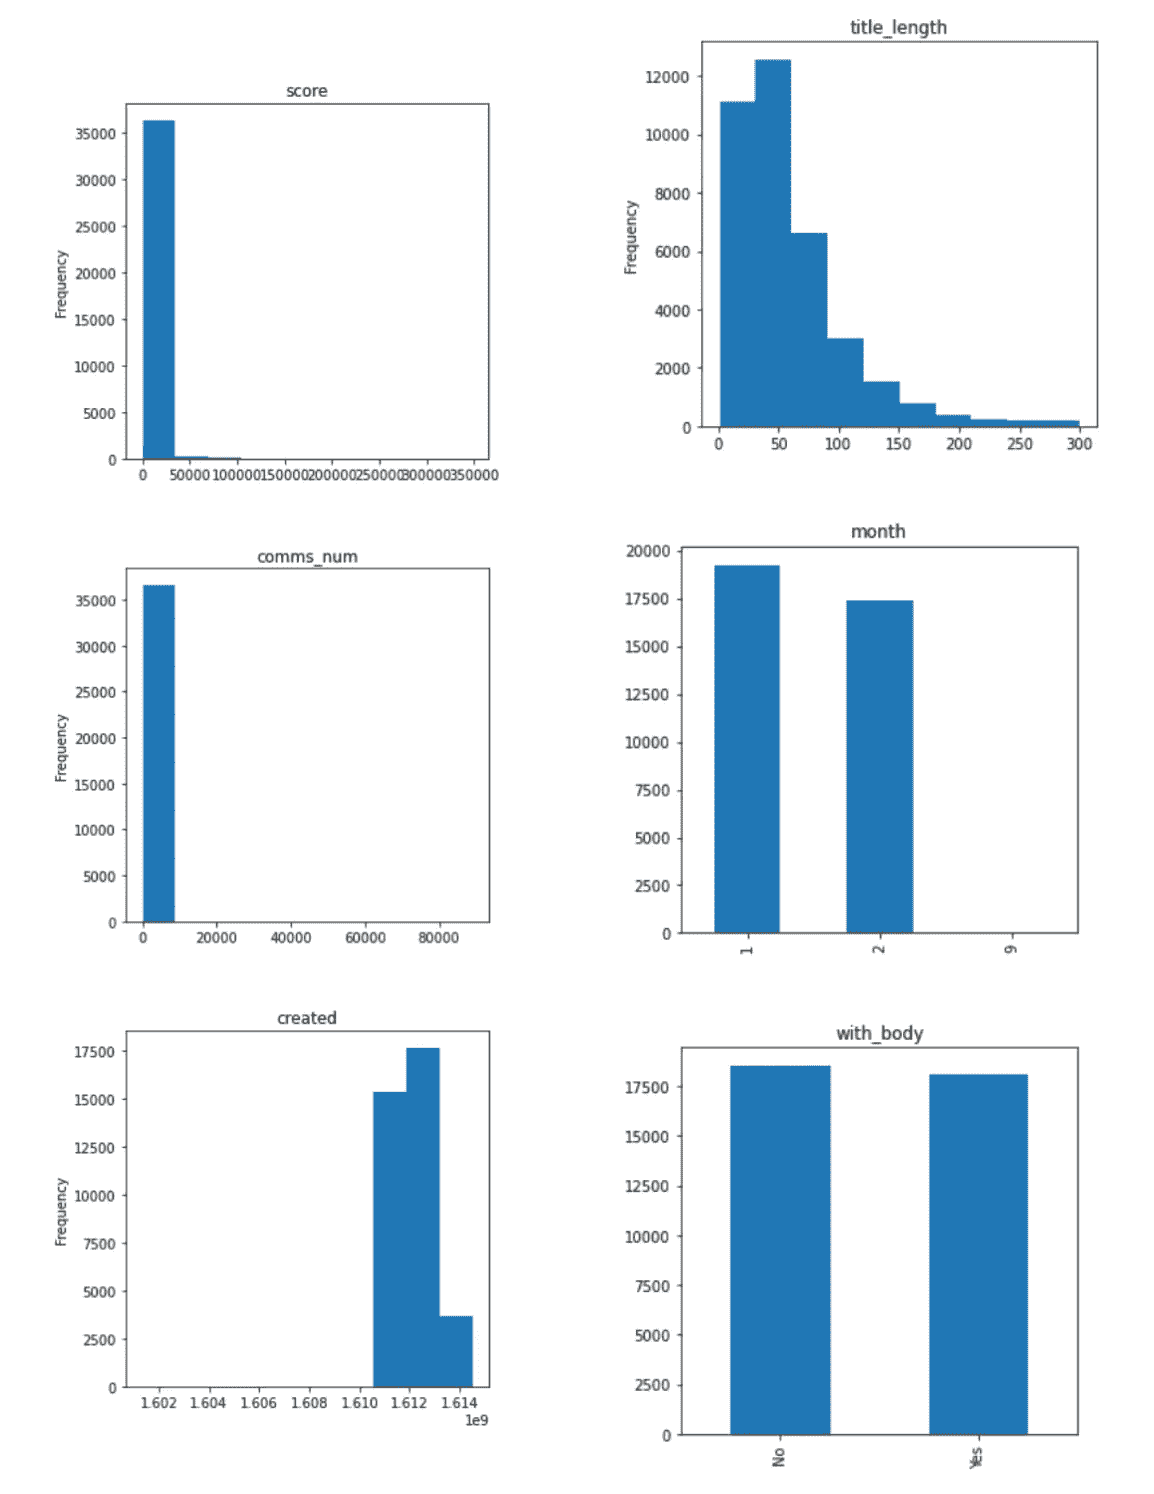 score
35000
30000
25000
20000
15000
10000
5000
0
Frequency
0 50000 100000 150000 200000 250000 300000 350000
title_length
12000
10000
8000
6000
4000
2000
0
Frequency
0 50 100 150 200 250 300
comms_num
35000
30000
25000
20000
15000
10000
5000
0
Frequency
0 20000 40000 60000 80000
month
20000
17500
15000
12500
10000
7500
5000
2500
0
1 2 9
created
17500
15000
12500
10000
7500
5000
2500
0
Frequency
1.602 1.604 1.606 1.608 1.610 1.612 1.614
1e9
with_body
17500
15000
12500
10000
7500
5000
2500
0
No Yes